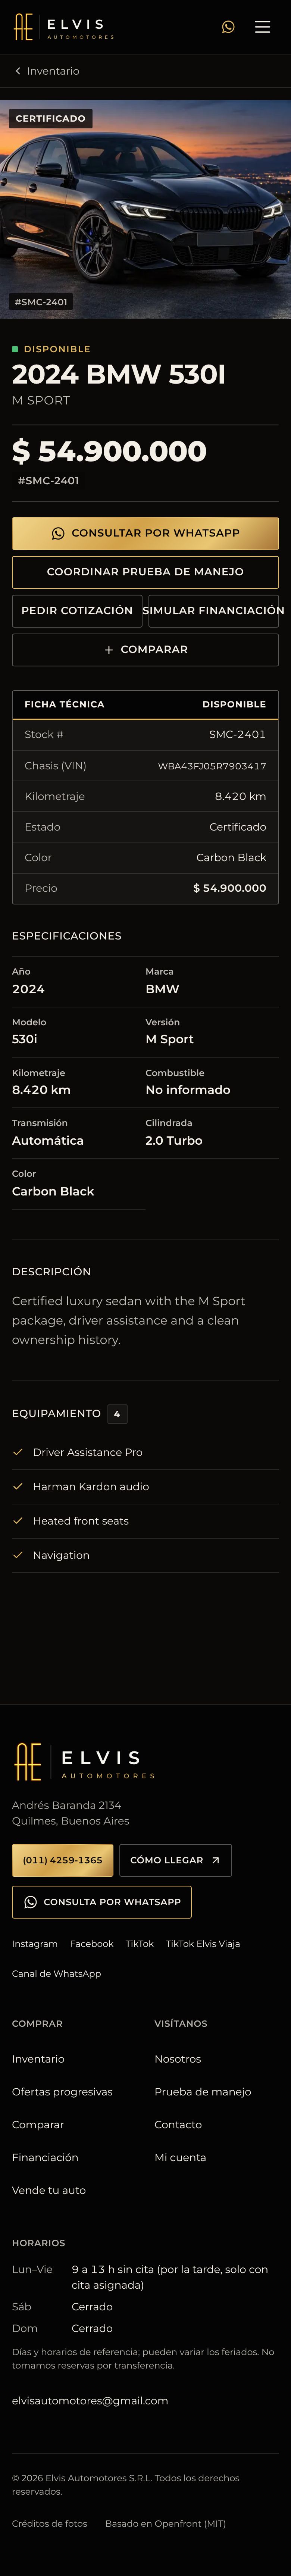 ELVIS
AUTOMOTORES
Inventario
CERTIFICADO
#SMC-2401
DISPONIBLE
2024 BMW 530I
M SPORT
$ 54.900.000
#SMC-2401
CONSULTAR POR WHATSAPP
COORDINAR PRUEBA DE MANEJO
PEDIR COTIZACIÓN SIMULAR FINANCIACIÓN
COMPARAR
FICHA TÉCNICA DISPONIBLE
Stock # SMC-2401
Chasis (VIN) WBA43FJ05R7903417
Kilometraje 8.420 km
Estado Certificado
Color Carbon Black
Precio $ 54.900.000
ESPECIFICACIONES
Año Marca
2024 BMW
Modelo Versión
530i M Sport
Kilometraje Combustible
8.420 km No informado
Transmisión Cilindrada
Automática 2.0 Turbo
Color
Carbon Black
DESCRIPCIÓN
Certified luxury sedan with the M Sport
package, driver assistance and a clean
ownership history.
EQUIPAMIENTO 4
Driver Assistance Pro
Harman Kardon audio
Heated front seats
Navigation
ELVIS
AUTOMOTORES
Andrés Baranda 2134
Quilmes, Buenos Aires
(011) 4259-1365 CÓMO LLEGAR
CONSULTA POR WHATSAPP
Instagram Facebook TikTok TikTok Elvis Viaja
Canal de WhatsApp
COMPRAR VISÍTANOS
Inventario Nosotros
Ofertas progresivas Prueba de manejo
Comparar Contacto
Financiación Mi cuenta
Vende tu auto
HORARIOS
Lun–Vie 9 a 13 h sin cita (por la tarde, solo con
cita asignada)
Sáb Cerrado
Dom Cerrado
Días y horarios de referencia; pueden variar los feriados. No
tomamos reservas por transferencia.
elvisautomotores@gmail.com
© 2026 Elvis Automotores S.R.L. Todos los derechos
reservados.
Créditos de fotos Basado en Openfront (MIT)